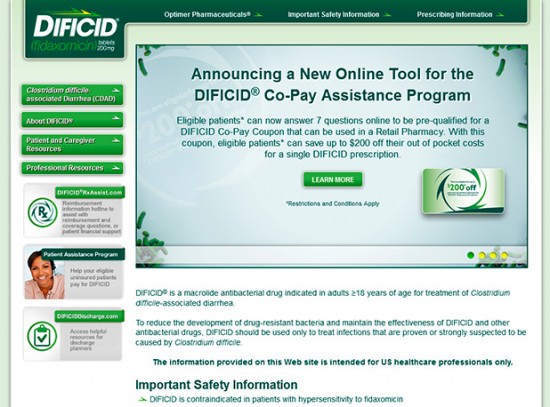 DIFICID®
(fidaxomicin) tablets 200mg
Optimer Pharmaceuticals®
Important Safety Information
Prescribing Information
Clostridium difficile-
associated Diarrhea (CDAD)
About DIFICID®
Patient and Caregiver
Resources
Professional Resources
DIFICID®RxAssist.com
Reimbursement
information hotline to
assist with
reimbursement and
coverage questions, or
patient financial support
Patient Assistance Program
Help your eligible
uninsured patients
pay for DIFICID
DIFICIDDischarge.com
Access helpful
resources for
discharge
planners
Announcing a New Online Tool for the
DIFICID® Co-Pay Assistance Program
Eligible patients* can now answer 7 questions online to be pre-qualified for a
DIFICID Co-Pay Coupon that can be used in a Retail Pharmacy. With this
coupon, eligible patients* can save up to $200 off their out of pocket costs
for a single DIFICID prescription.
LEARN MORE
*Restrictions and Conditions Apply
$200 off
DIFICID® is a macrolide antibacterial drug indicated in adults ≥18 years of age for treatment of Clostridium
difficile-associated diarrhea.
To reduce the development of drug-resistant bacteria and maintain the effectiveness of DIFICID and other
antibacterial drugs, DIFICID should be used only to treat infections that are proven or strongly suspected to be
caused by Clostridium difficile.
The information provided on this Web site is intended for US healthcare professionals only.
Important Safety Information
DIFICID is contraindicated in patients with hypersensitivity to fidaxomicin